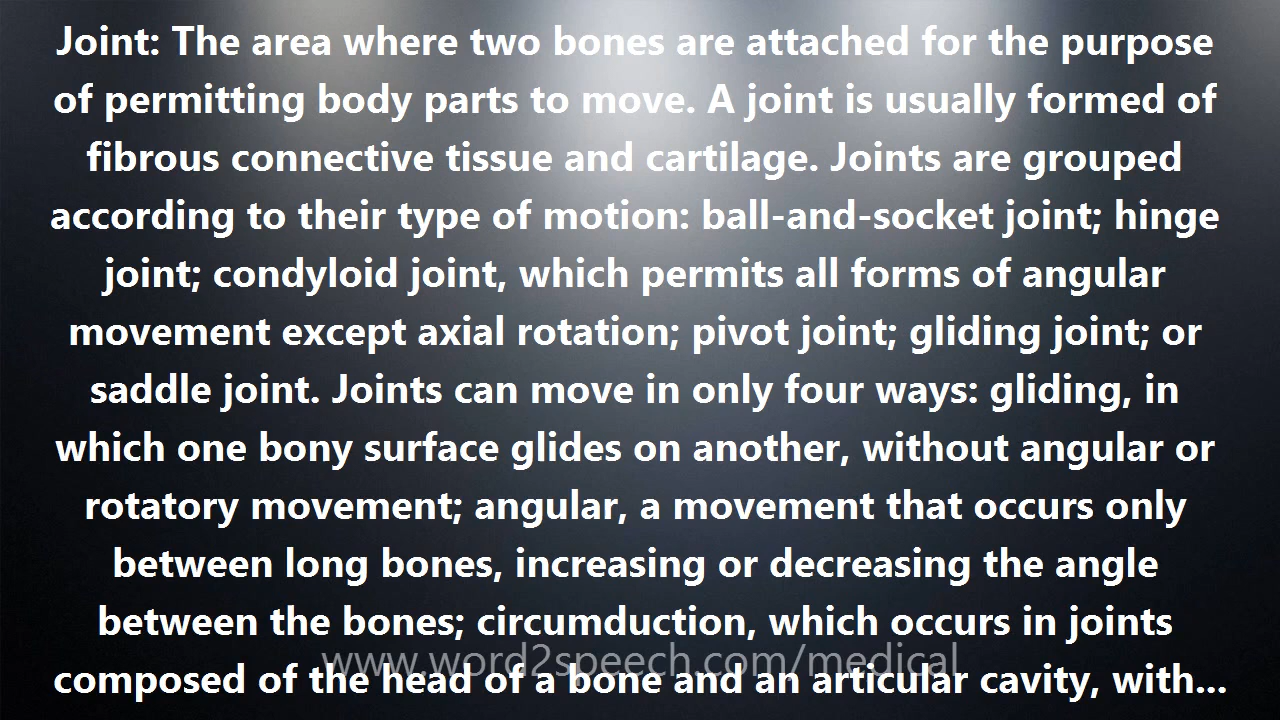 Joint: The area where two bones are attached for the purpose
of permitting body parts to move. A joint is usually formed of
fibrous connective tissue and cartilage. Joints are grouped
according to their type of motion: ball-and-socket joint; hinge
joint; condyloid joint, which permits all forms of angular
movement except axial rotation; pivot joint; gliding joint; or
saddle joint. Joints can move in only four ways: gliding, in
which one bony surface glides on another, without angular or
rotatory movement; angular, a movement that occurs only
between long bones, increasing or decreasing the angle
between the bones; circumduction, which occurs in joints
www.word2speech.com/medical
composed of the head of a bone and an articular cavity, with...